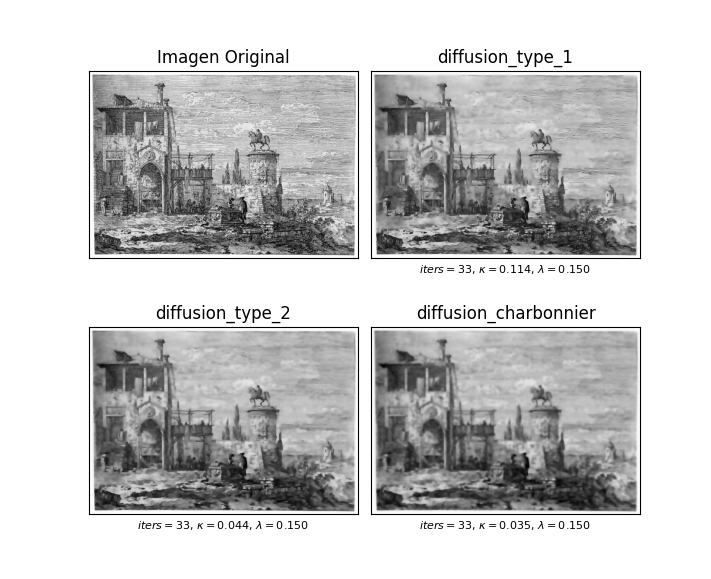 Imagen Original
diffusion_type_1
iters = 33, κ = 0.114, λ = 0.150
diffusion_type_2
diffusion_charbonnier
iters = 33, κ = 0.044, λ = 0.150
iters = 33, κ = 0.035, λ = 0.150